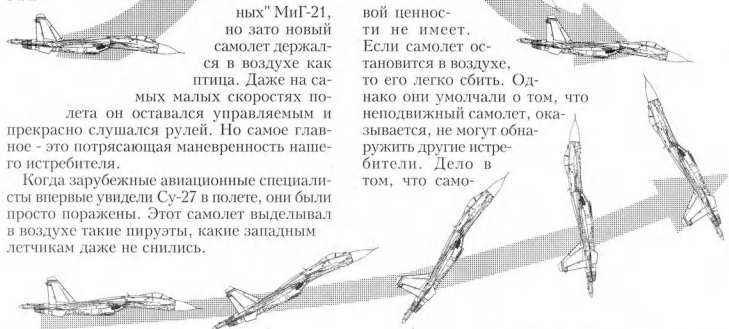 ных" МиГ-21,
но зато новый
самолет держал-
ся в воздухе как
птица. Даже на са-
мых малых скоростях по-
лета он оставался управляемым и
прекрасно слушался рулей. Но самое глав-
ное - это потрясающая маневренность наше-
го истребителя.
Когда зарубежные авиационные специали-
сты впервые увидели Су-27 в полете, они были
просто поражены. Этот самолет выделывал
в воздухе такие пируэты, какие западным
летчикам даже не снились.
вой ценнос-
ти не имеет.
Если самолет ос-
тановится в воздухе,
то его легко сбить. Од-
нако они умолчали о том, что
неподвижный самолет, ока-
зывается, не могут обна-
ружить другие истре-
бители. Дело в
том, что само-